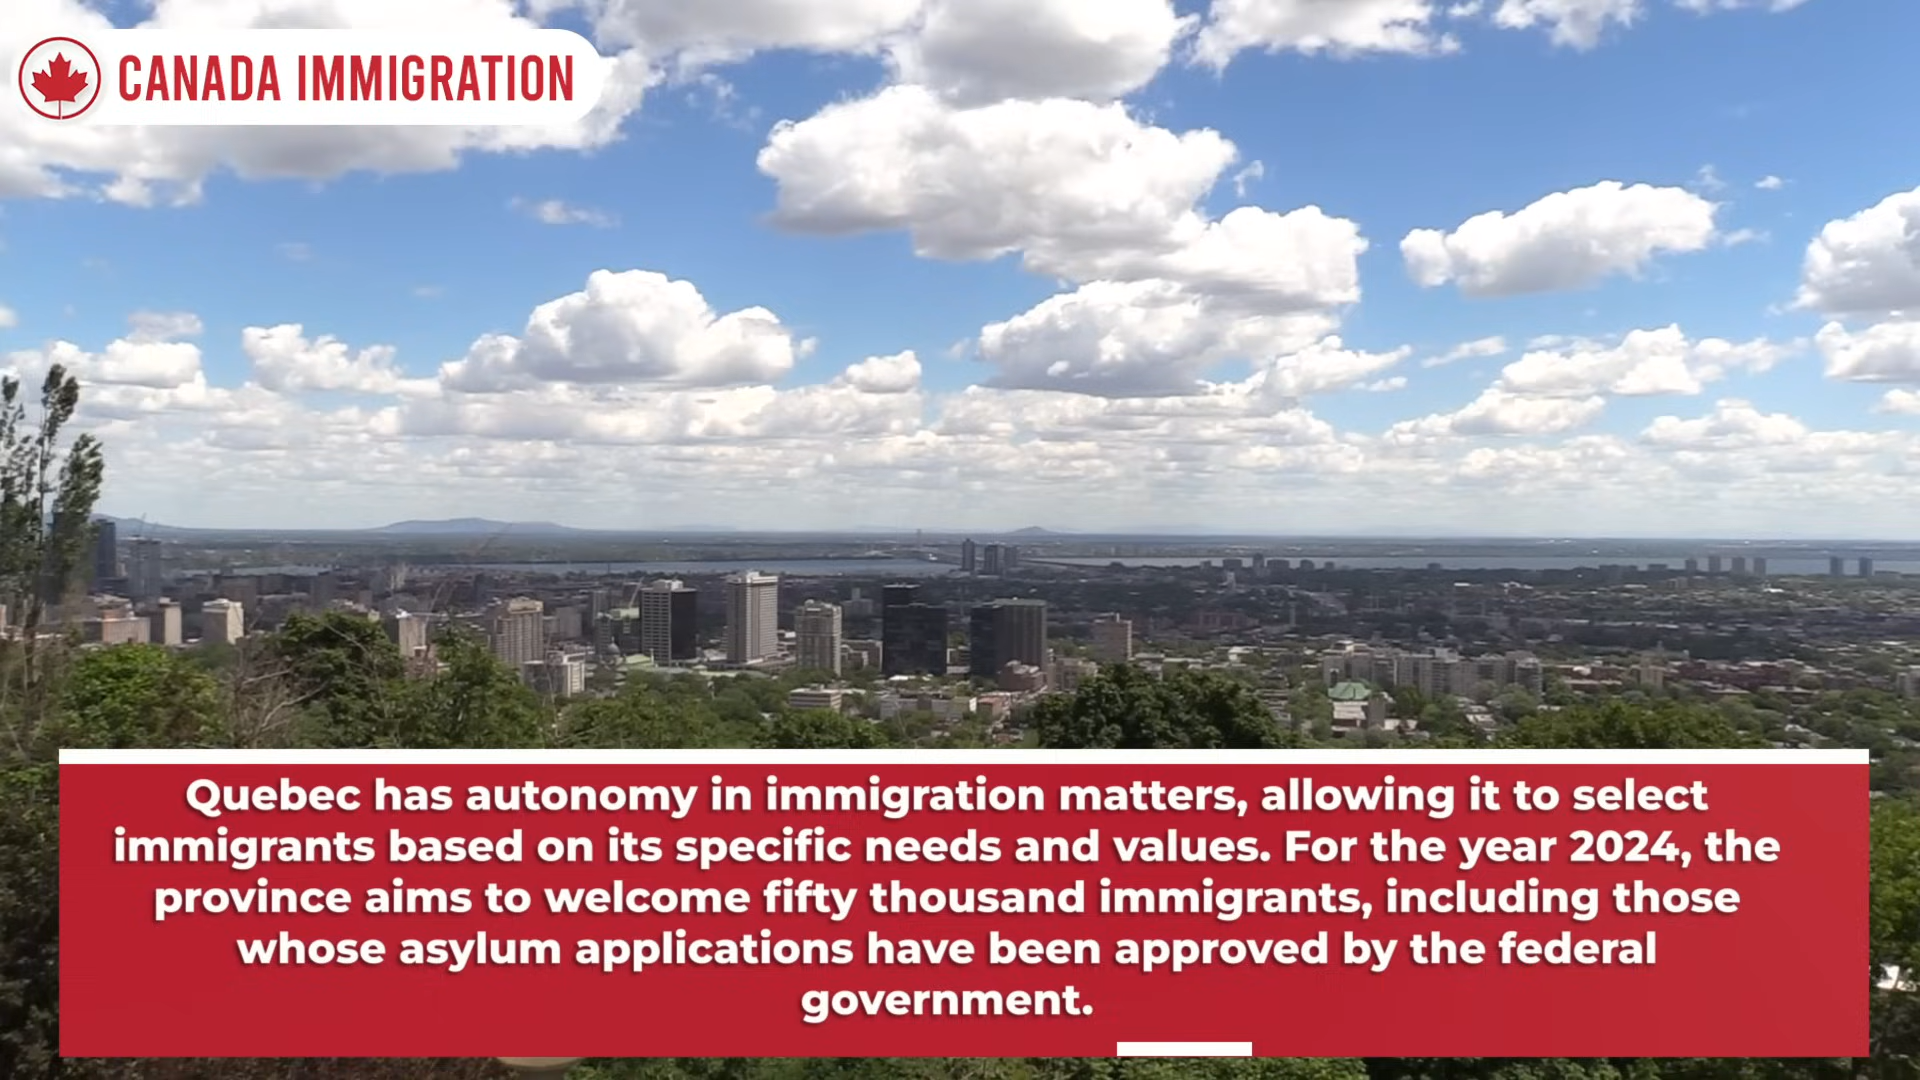 CANADA IMMIGRATION
Quebec has autonomy in immigration matters, allowing it to select
immigrants based on its specific needs and values. For the year 2024, the
province aims to welcome fifty thousand immigrants, including those
whose asylum applications have been approved by the federal
government.